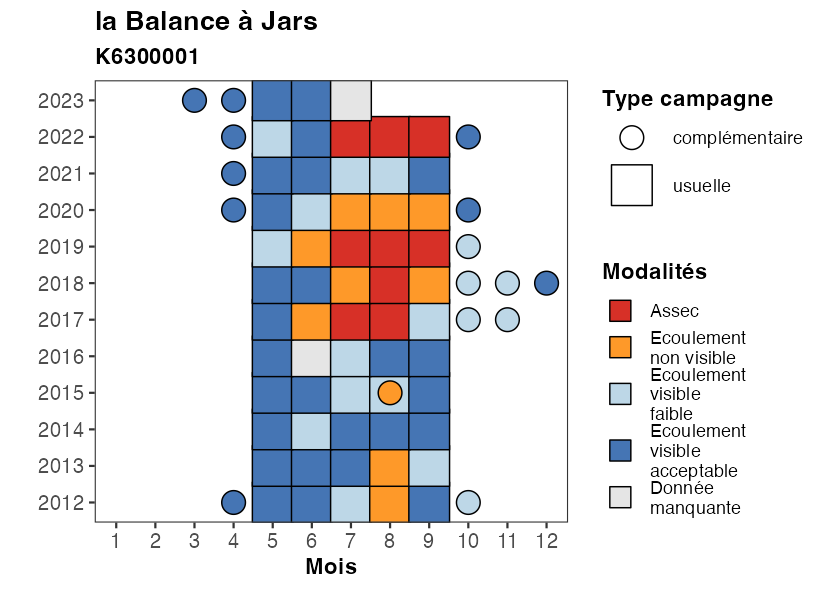 la Balance à Jars
K6300001
2023
2022
2021
2020
2019
2018
2017
2016
2015
2014
2013
2012
1 2 3 4 5 6 7 8 9 10 11 12
Mois
Type campagne
complémentaire
usuelle
Modalités
Assec
Ecoulement
non visible
Ecoulement
visible
faible
Ecoulement
visible
acceptable
Donnée
manquante